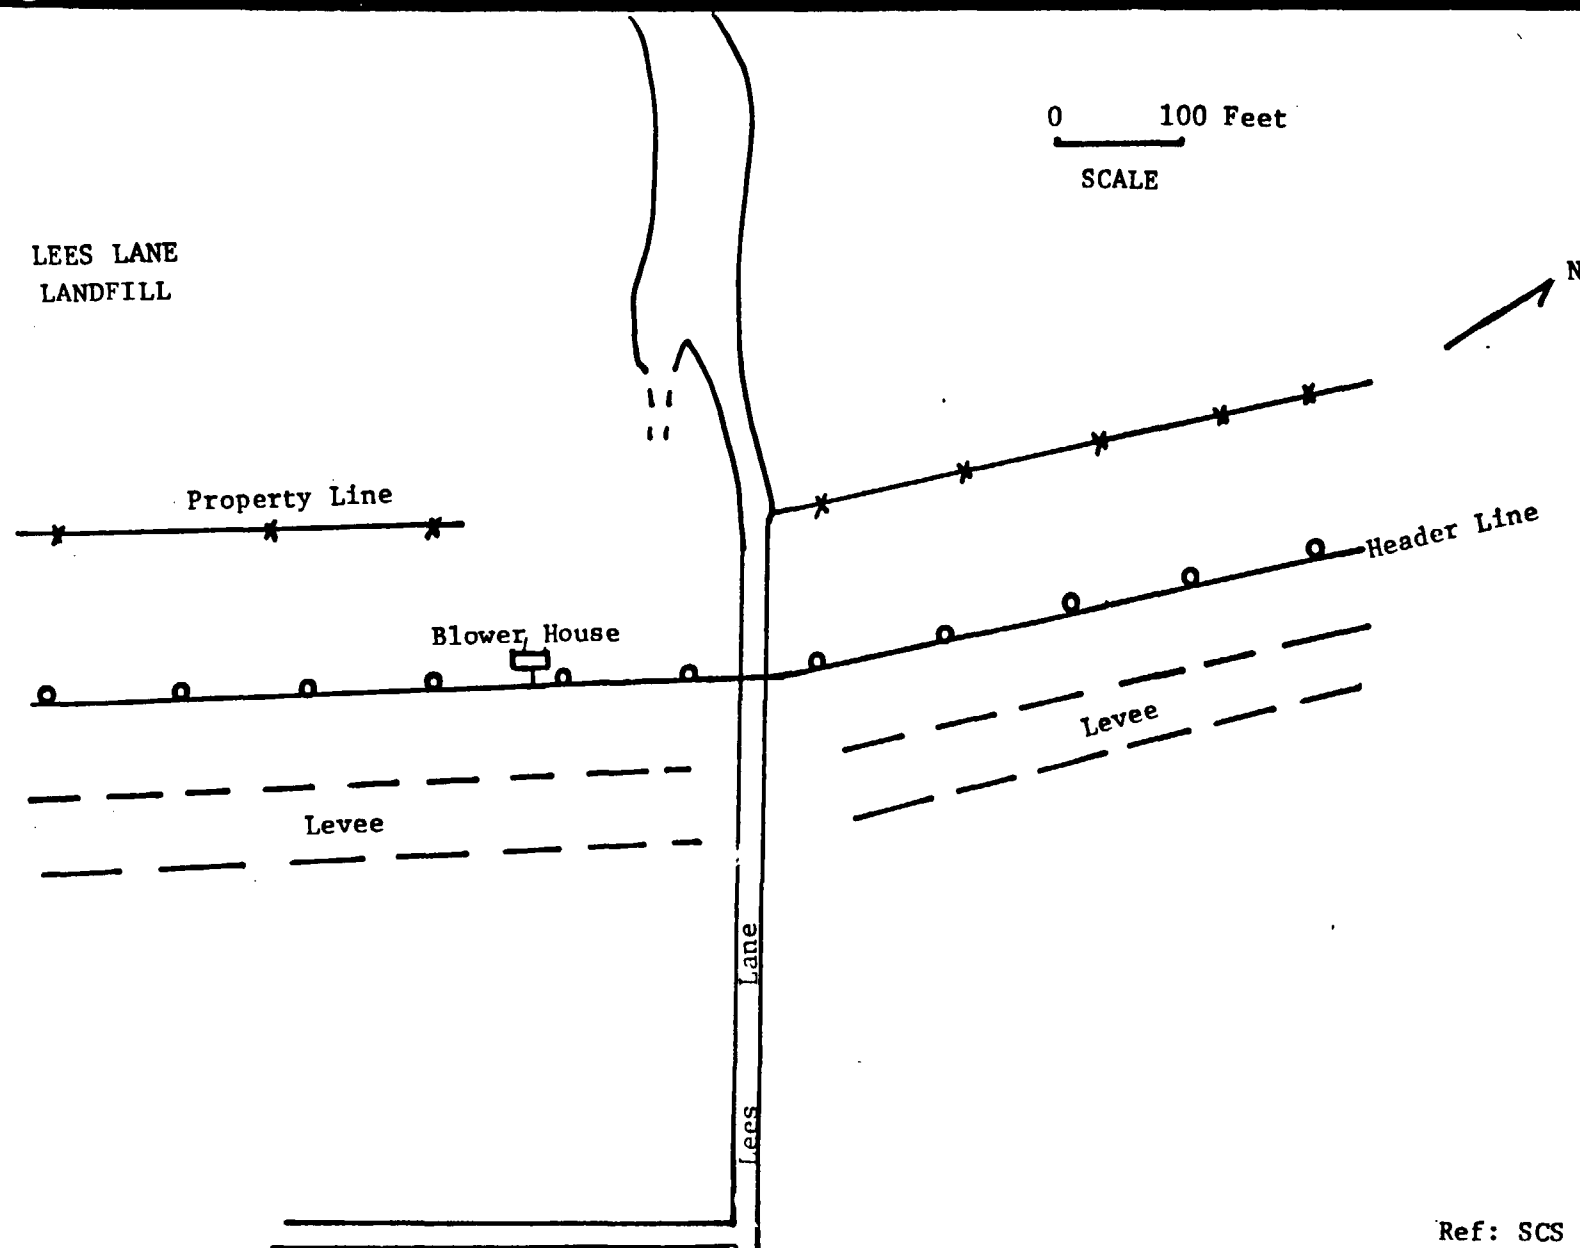 0 100 Feet
SCALE
LEES LANE
LANDFILL
N
Property Line
Header Line
Blower House
Levee
Levee
Lees Lane
Ref: SCS